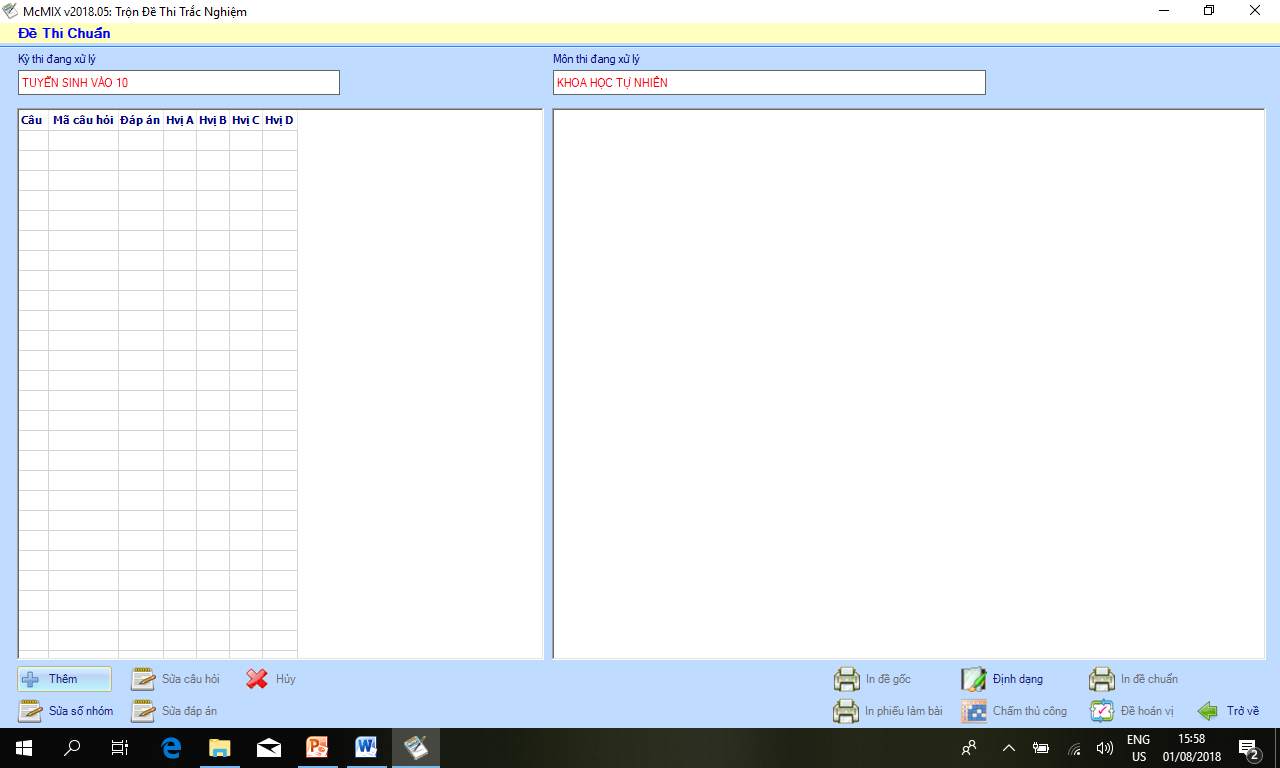 McMIX v2018.05: Trộn Đề Thi Trắc Nghiệm
Đề Thi Chuẩn
Kỳ thi đang xử lý
Môn thi đang xử lý
TUYỂN SINH VÀO 10
KHOA HỌC TỰ NHIÊN
Câu Mã câu hỏi Đáp án Hvị A Hvị B Hvị C Hvị D
Thêm Sửa câu hỏi Hủy In đề gốc Định dạng In đề chuẩn
Sửa số nhóm Sửa đáp án In phiếu làm bài Chấm thủ công Đề hoán vị Trở về
ENG 15:58
US 01/08/2018 2